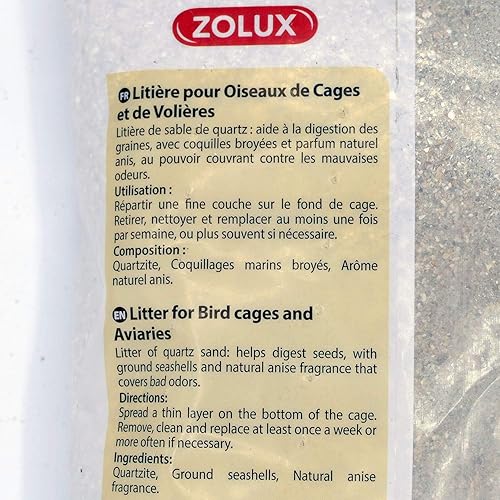 ZOLUX
FR Litière pour Oiseaux de Cages
et de Volières
Litière de sable de quartz : aide à la digestion des
graines, avec coquilles broyées et parfum naturel
anis, au pouvoir couvrant contre les mauvaises
odeurs.
Utilisation :
Répartir une fine couche sur le fond de cage.
Retirer, nettoyer et remplacer au moins une fois
par semaine, ou plus souvent si nécessaire.
Composition :
Quartzite, Coquillages marins broyés, Arôme
naturel anis.
EN Litter for Bird cages and
Aviaries
Litter of quartz sand: helps digest seeds, with
ground seashells and natural anise fragrance that
covers bad odors.
Directions:
Spread a thin layer on the bottom of the cage.
Remove, clean and replace at least once a week or
more often if necessary.
Ingredients:
Quartzite, Ground seashells, Natural anise
fragrance.